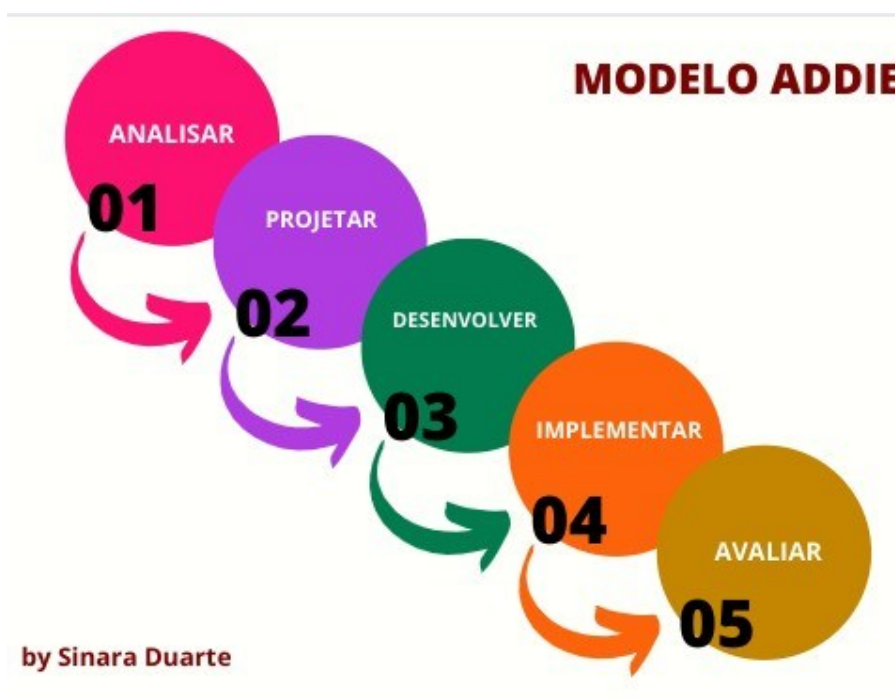 MODELO ADDIE
ANALISAR
01
PROJETAR
02
DESENVOLVER
03
IMPLEMENTAR
04
AVALIAR
05
by Sinara Duarte